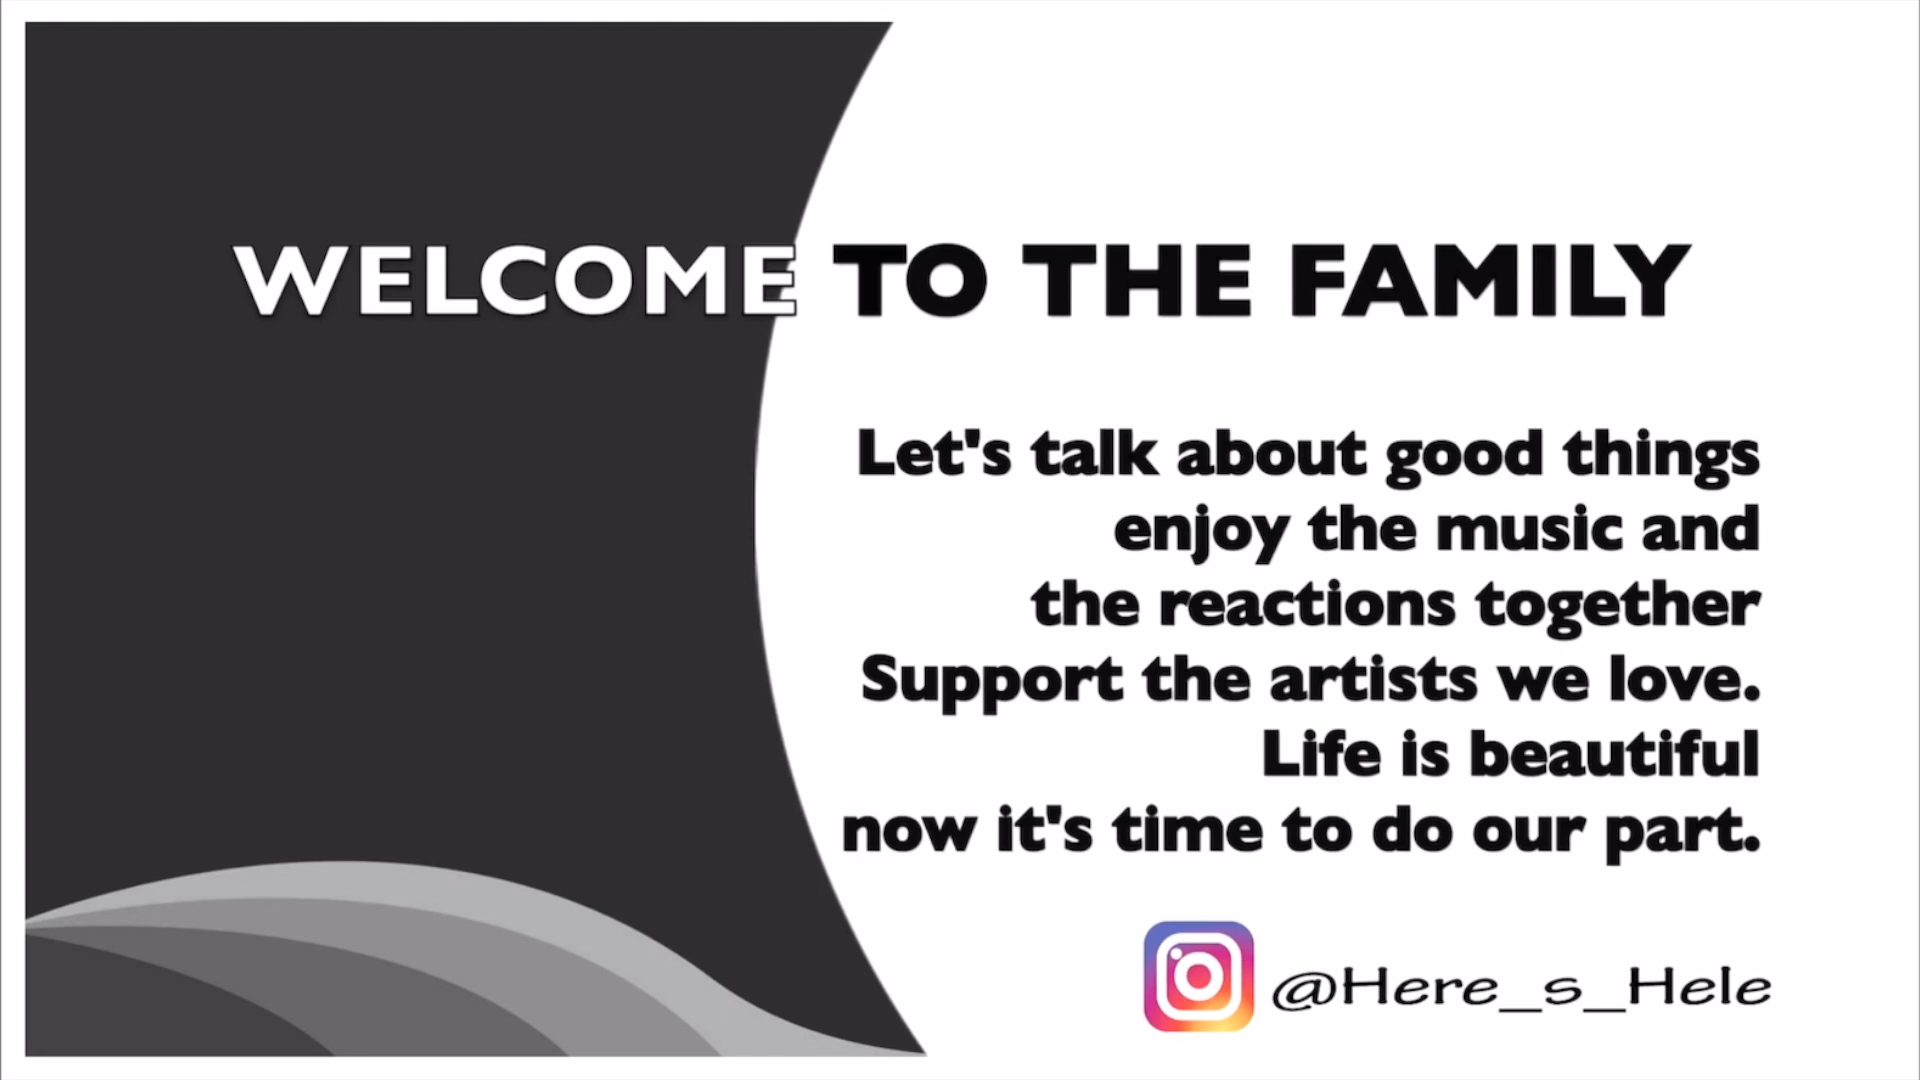 WELCOME TO THE FAMILY
Let's talk about good things
enjoy the music and
the reactions together
Support the artists we love.
Life is beautiful
now it's time to do our part.
@Here_s_Hele